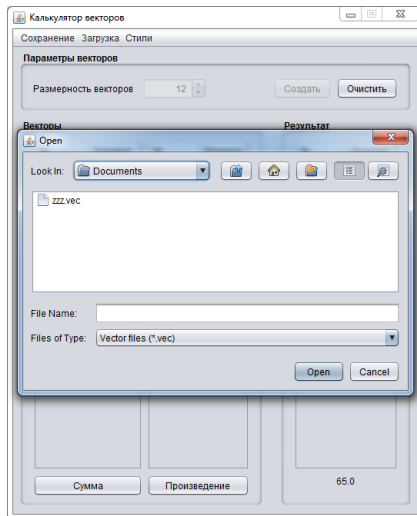 Калькулятор векторов
Сохранение Загрузка Стили
Параметры векторов
Размерность векторов 12 Создать Очистить
Векторы Результат
Open
Look In: Documents
zzz.vec
File Name:
Files of Type: Vector files (*.vec)
Open Cancel
Сумма Произведение 65.0